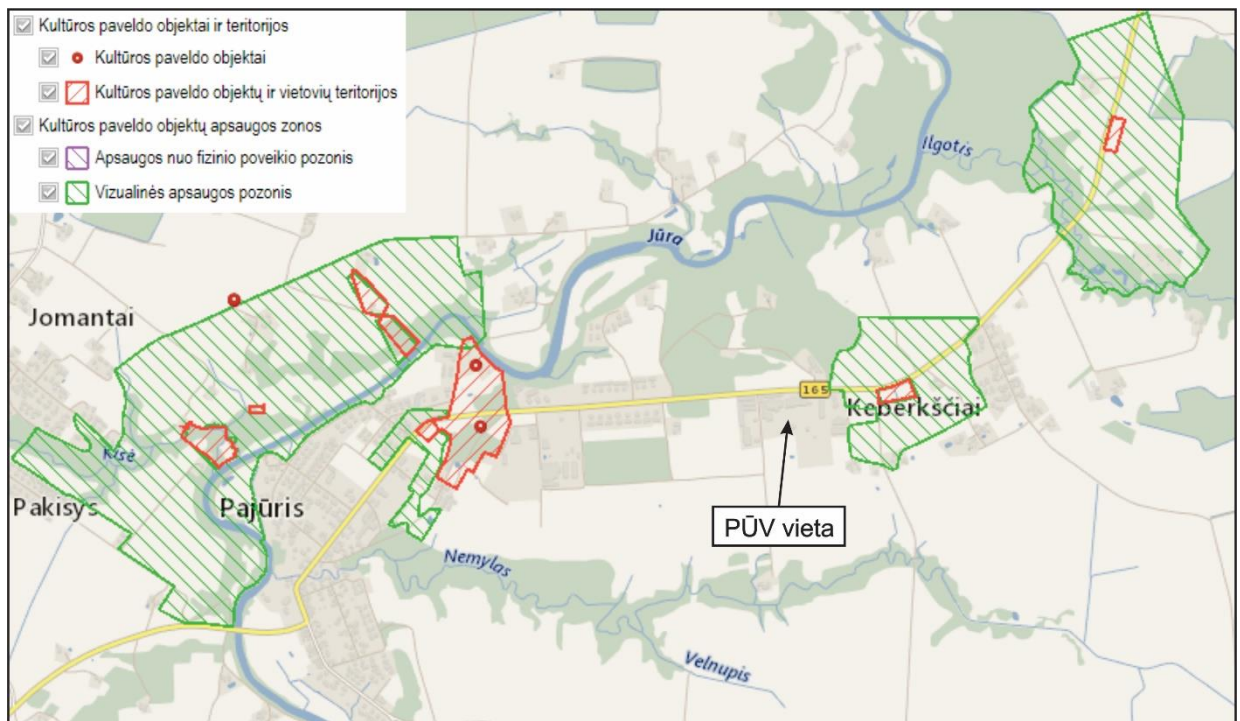 Kultūros paveldo objektai ir teritorijos
Kultūros paveldo objektai
Kultūros paveldo objektų ir vietovių teritorijos
Kultūros paveldo objektų apsaugos zonos
Apsaugos nuo fizinio poveikio pozonis
Vizualinės apsaugos pozonis
Ilgotis
Jūra
Jomantai
165
Keberkščiai
Kisė
Pakisys
Pajūris
PŪV vieta
Nemylas
Velnupis